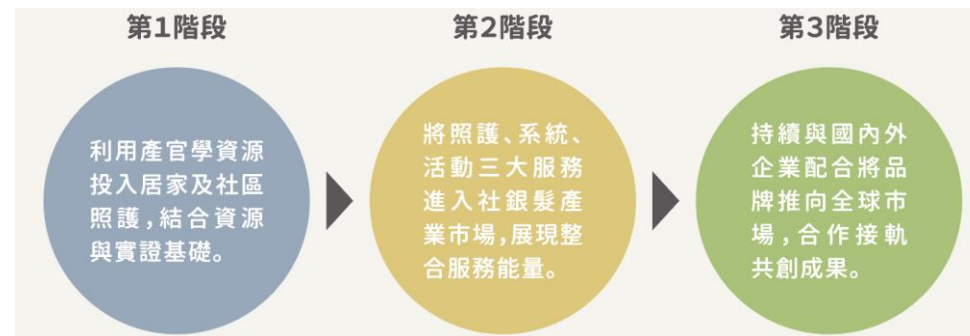 第1階段
利用產官學資源
投入居家及社區
照護,結合資源
與實證基礎。
第2階段
將照護、系統、
活動三大服務
進入社銀髮產
業市場,展現整
合服務能量。
第3階段
持續與國內外
企業配合將品
牌推向全球市
場,合作接軌
共創成果。